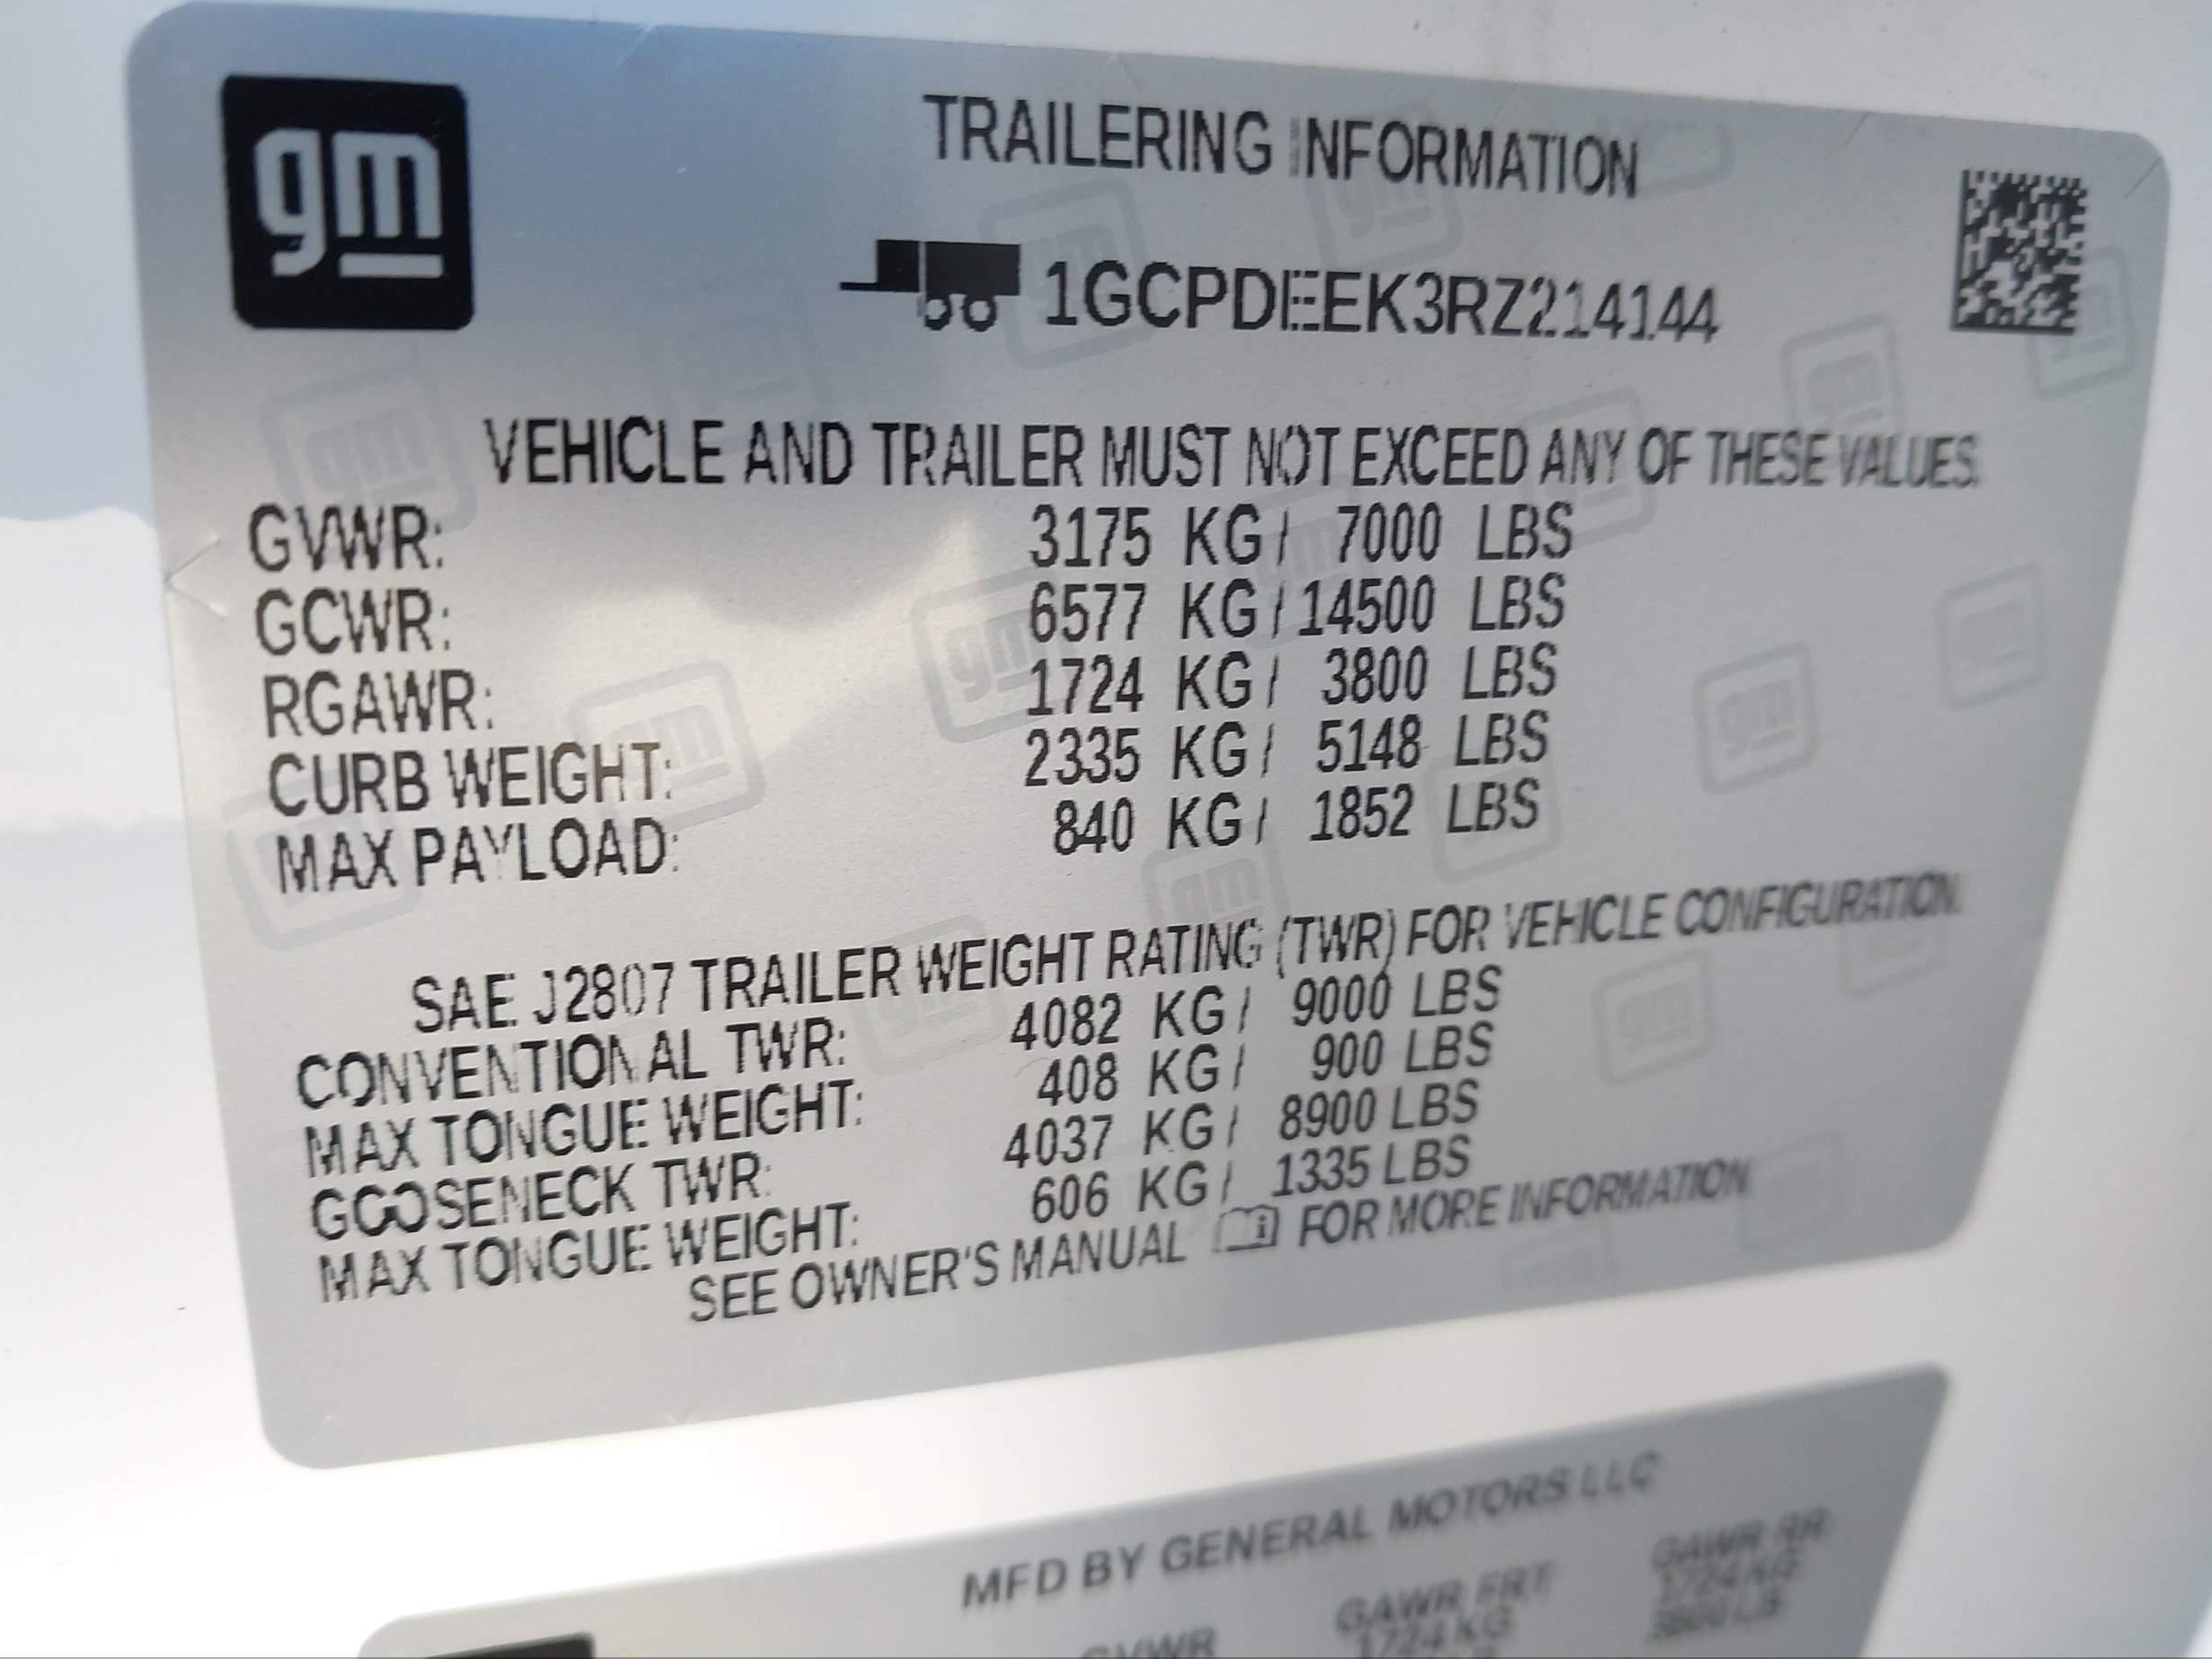 gm
TRAILERING INFORMATION
1GCPDEEK3RZ214144
VEHICLE AND TRAILER MUST NOT EXCEED ANY OF THESE VALUES.
GVWR: 3175 KG / 7000 LBS
GCWR: 6577 KG / 14500 LBS
RGAWR: 1724 KG / 3800 LBS
CURB WEIGHT: 2335 KG / 5148 LBS
MAX PAYLOAD: 840 KG / 1852 LBS
SAE J2807 TRAILER WEIGHT RATING (TWR) FOR VEHICLE CONFIGURATION.
CONVENTIONAL TWR: 4082 KG / 9000 LBS
MAX TONGUE WEIGHT: 408 KG / 900 LBS
GOOSENECK TWR: 4037 KG / 8900 LBS
MAX TONGUE WEIGHT: 606 KG / 1335 LBS
SEE OWNER'S MANUAL FOR MORE INFORMATION
MFD BY GENERAL MOTORS LLC
GVWR GAWR FRT GAWR RR
1724 KG 1724 KG
3800 LB